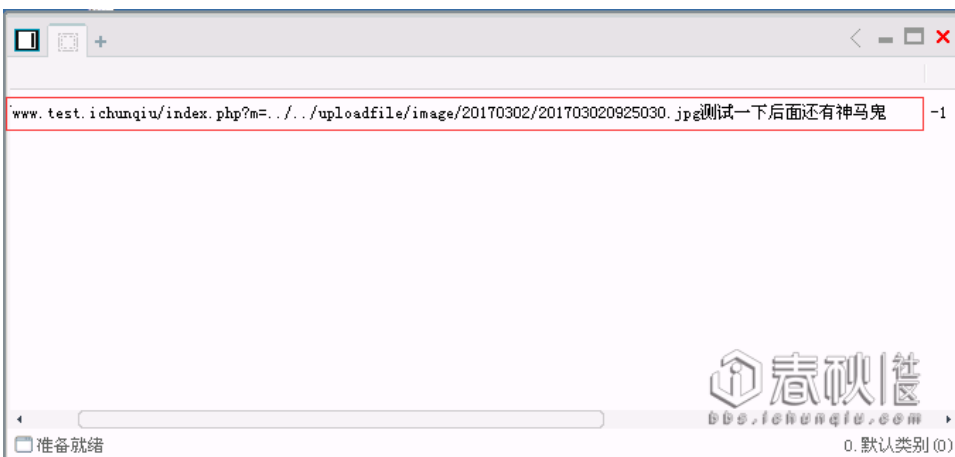 www.test.ichunqiu/index.php?m=../../uploadfile/image/20170302/201703020925030.jpg测试一下后面还有神马鬼 -1
春秋 社区
bbs.ichunqiu.com
准备就绪 0.默认类别(0)